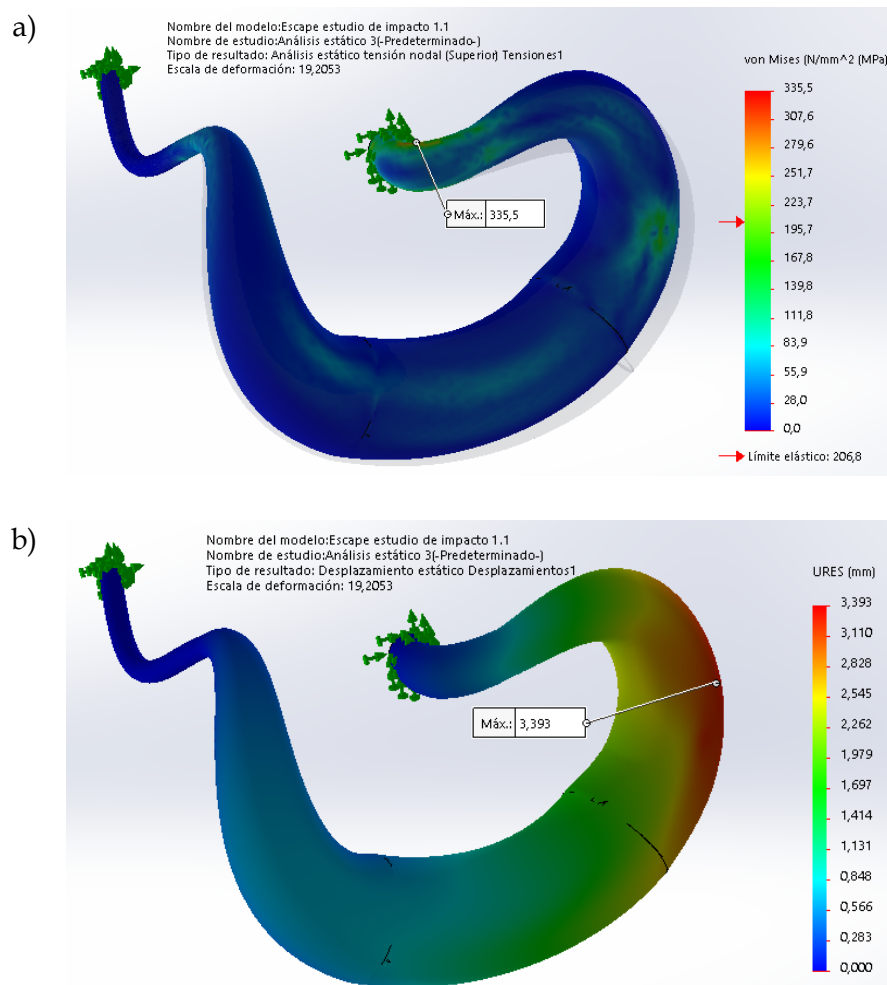 a)
Nombre del modelo:Escape estudio de impacto 1.1
Nombre de estudio:Análisis estático 3(-Predeterminado-)
Tipo de resultado: Análisis estático tensión nodal (Superior) Tensiones1
Escala de deformación: 19,2053
von Mises (N/mm^2 (MPa)
335,5
307,6
279,6
251,7
223,7
195,7
167,8
139,8
111,8
83,9
55,9
28,0
0,0
Límite elástico: 206,8
Máx.: 335,5
b)
Nombre del modelo:Escape estudio de impacto 1.1
Nombre de estudio:Análisis estático 3(-Predeterminado-)
Tipo de resultado: Desplazamiento estático Desplazamientos1
Escala de deformación: 19,2053
URES (mm)
3,393
3,110
2,828
2,545
2,262
1,979
1,697
1,414
1,131
0,848
0,566
0,283
0,000
Máx.: 3,393